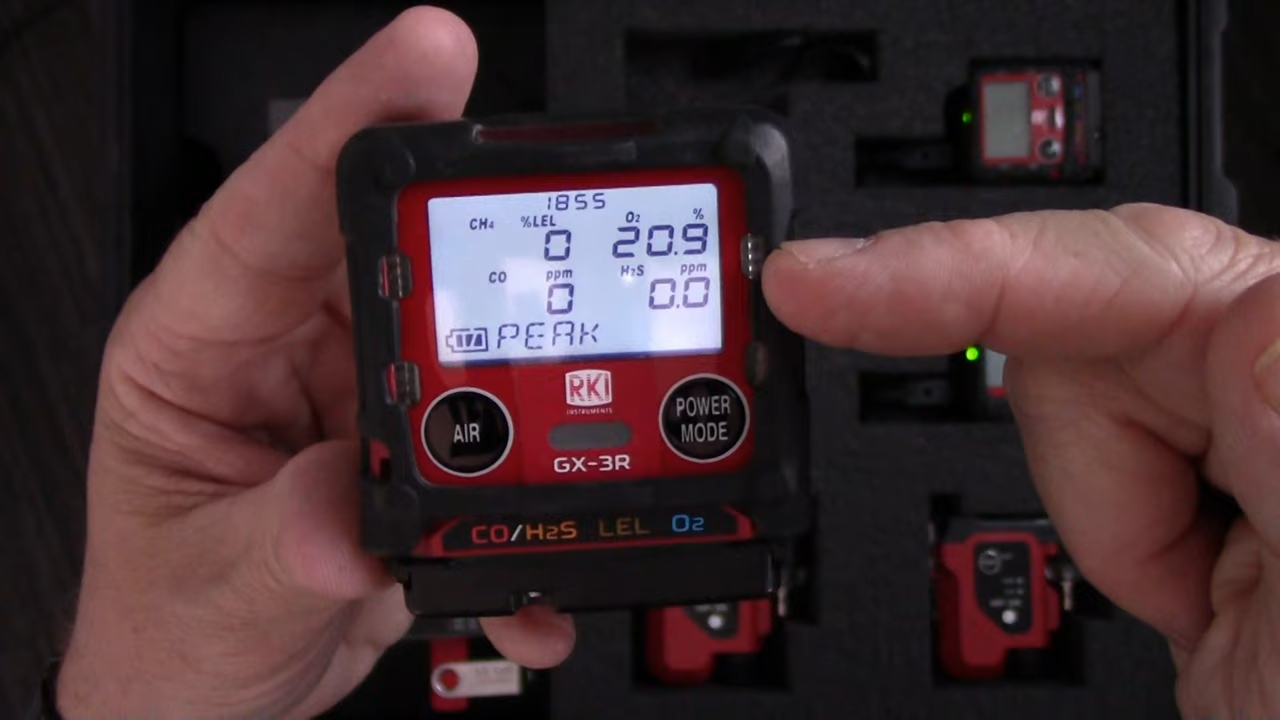 1855
CH₄ %LEL O₂ %
0 20.9
CO ppm H₂S ppm
0 0.0
PEAK
RKI
INSTRUMENTS
AIR
POWER
MODE
GX-3R
CO/H₂S LEL O₂